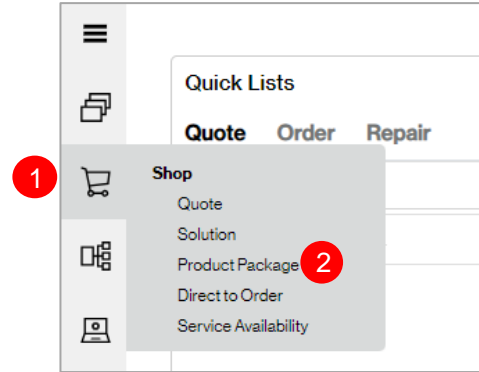 Quick Lists
Quote Order Repair
1
Shop
Quote
Solution
Product Package 2
Direct to Order
Service Availability